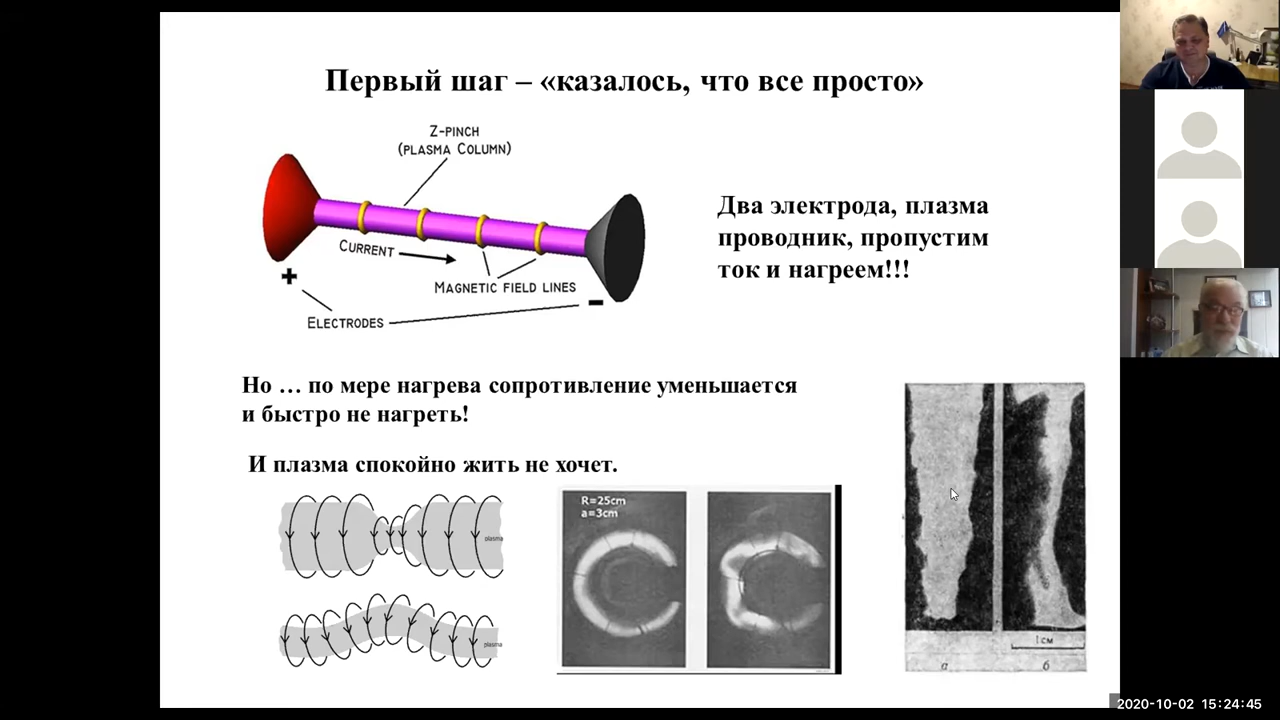 Первый шаг – «казалось, что все просто»
Z-PINCH
(PLASMA COLUMN)
CURRENT
MAGNETIC FIELD LINES
ELECTRODES
+
−
Два электрода, плазма
проводник, пропустим
ток и нагреем!!!
Но … по мере нагрева сопротивление уменьшается
и быстро не нагреть!
И плазма спокойно жить не хочет.
plasma
plasma
R=25cm
a=3cm
1 см
а
б
2020-10-02 15:24:45